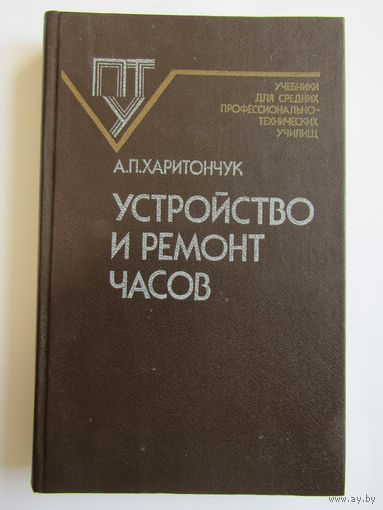 ПТУ
УЧЕБНИКИ
ДЛЯ СРЕДНИХ
ПРОФЕССИОНАЛЬНО-
ТЕХНИЧЕСКИХ
УЧИЛИЩ
А.П.ХАРИТОНЧУК
УСТРОЙСТВО
И РЕМОНТ
ЧАСОВ
www.ay.by